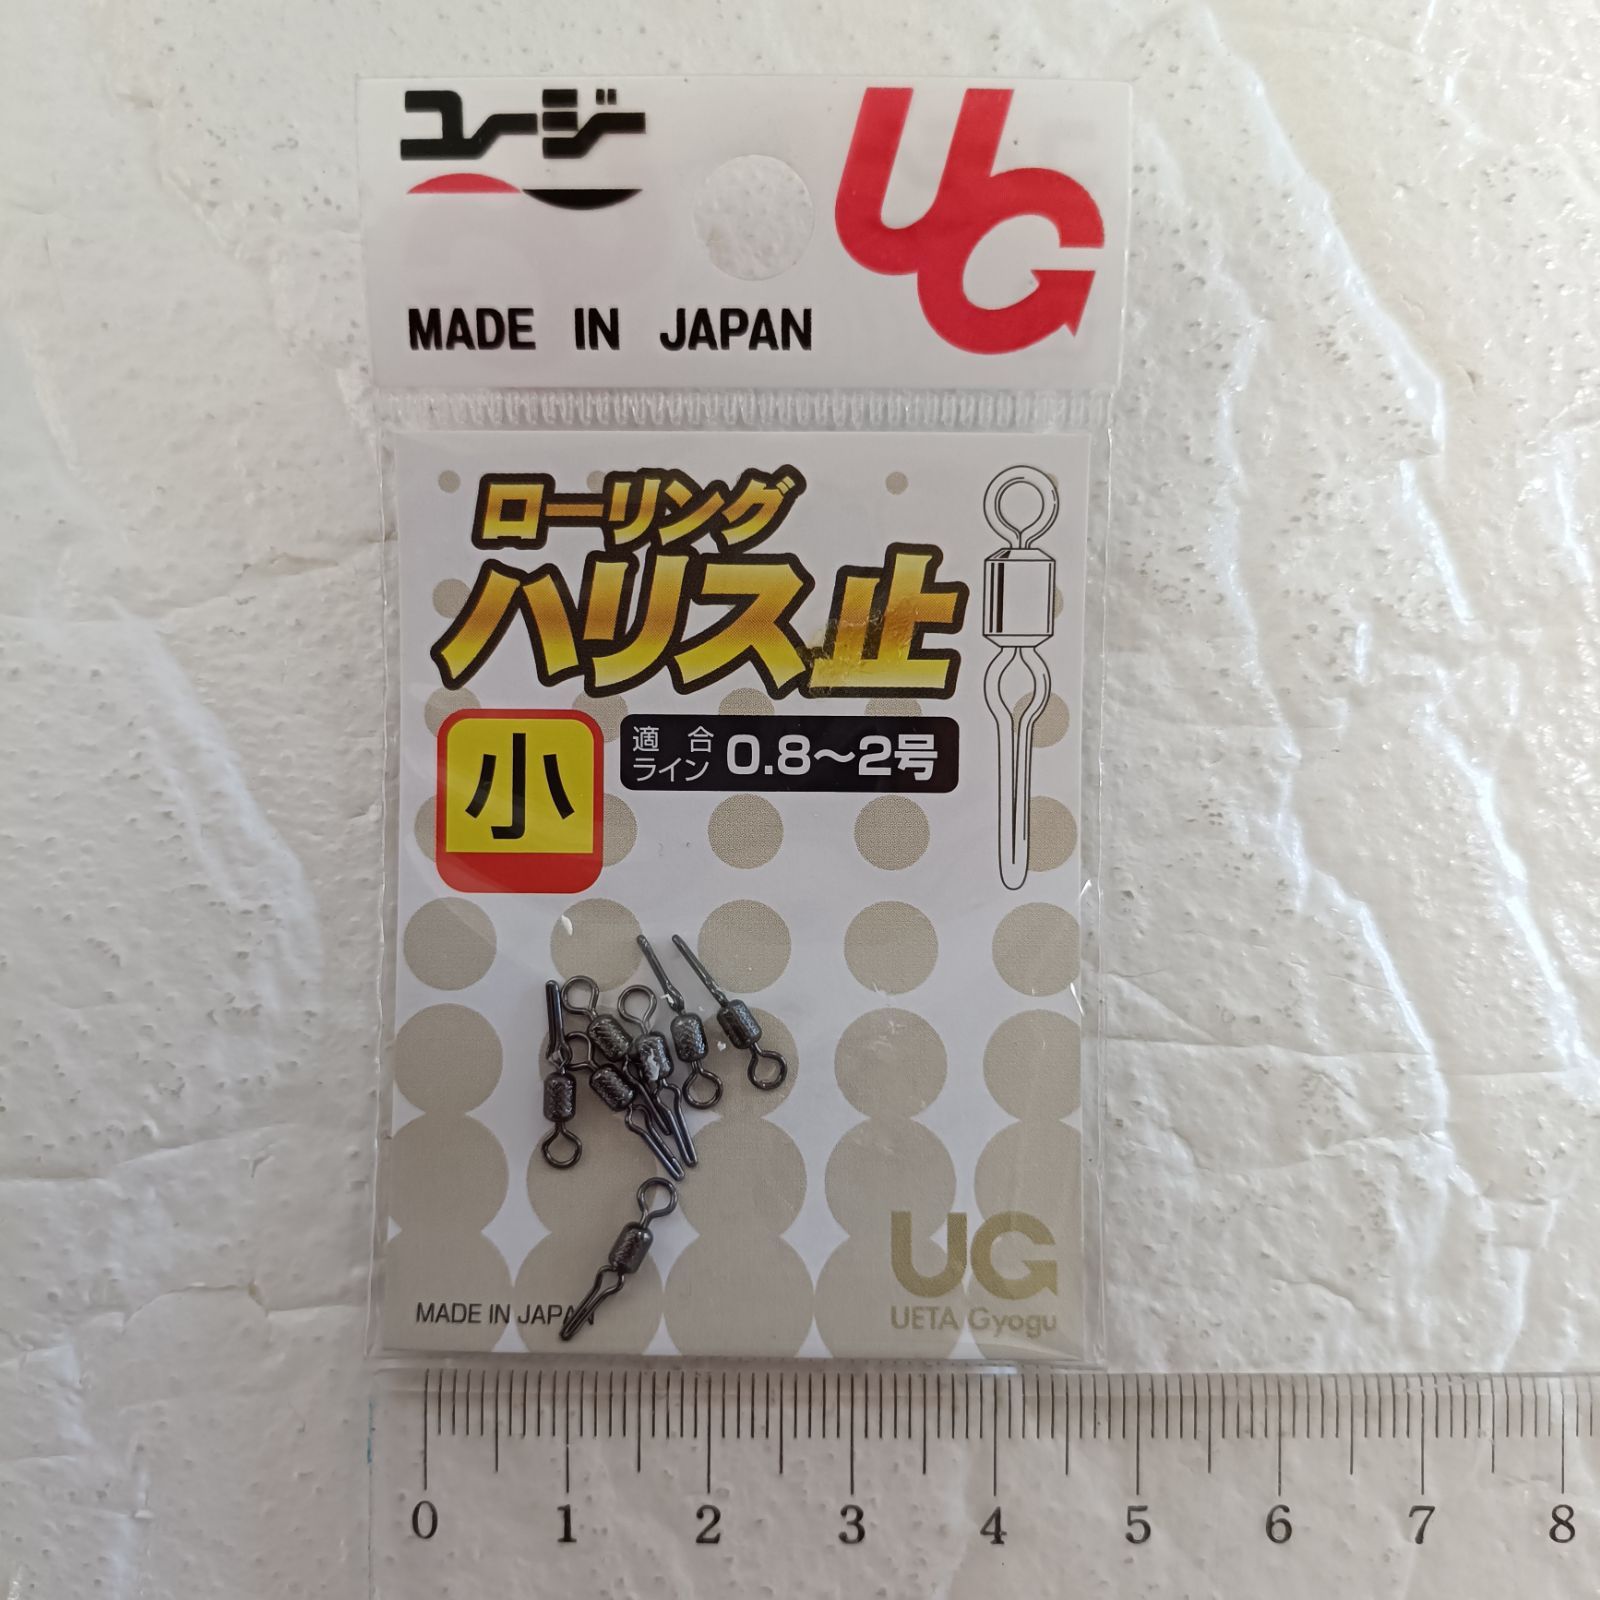 ユージー
UG
MADE IN JAPAN
ローリング
ハリス止
小
適合
ライン
0.8～2号
UG
UETA Gyogu
MADE IN JAPAN
0 1 2 3 4 5 6 7 8